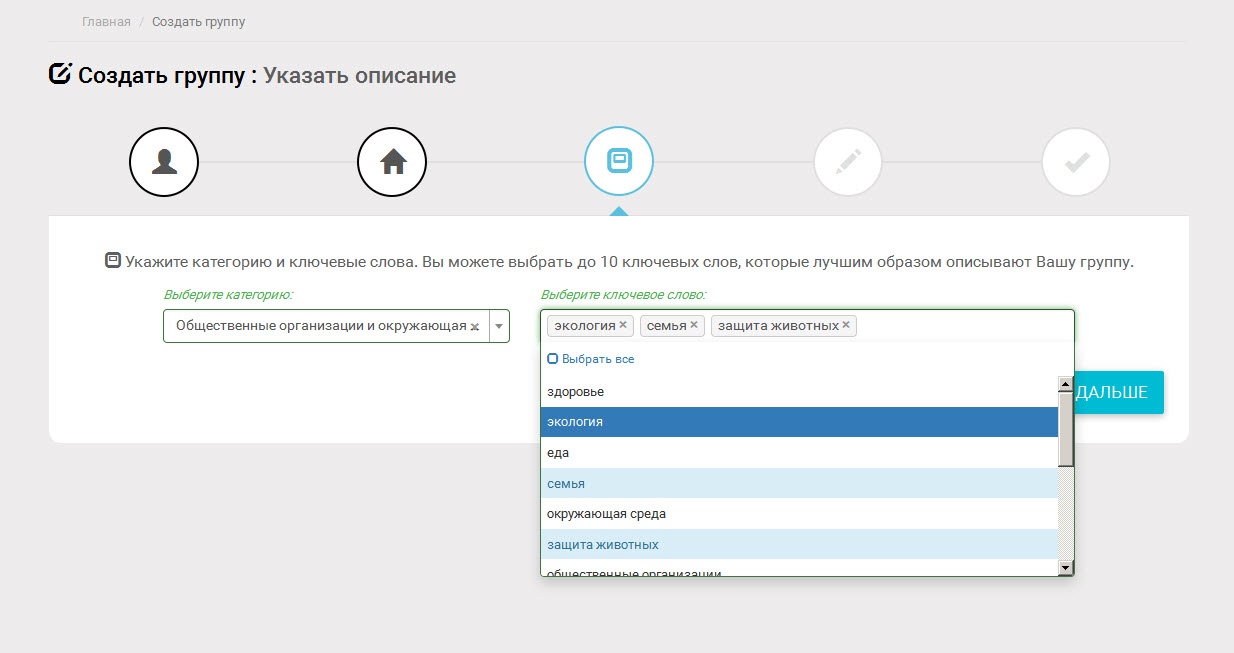 Главная / Создать группу
Создать группу : Указать описание
Укажите категорию и ключевые слова. Вы можете выбрать до 10 ключевых слов, которые лучшим образом описывают Вашу группу.
Выберите категорию:
Выберите ключевое слово:
Общественные организации и окружающая ×
экология × семья × защита животных ×
Выбрать все
здоровье
ДАЛЬШЕ
экология
еда
семья
окружающая среда
защита животных
общественные организации